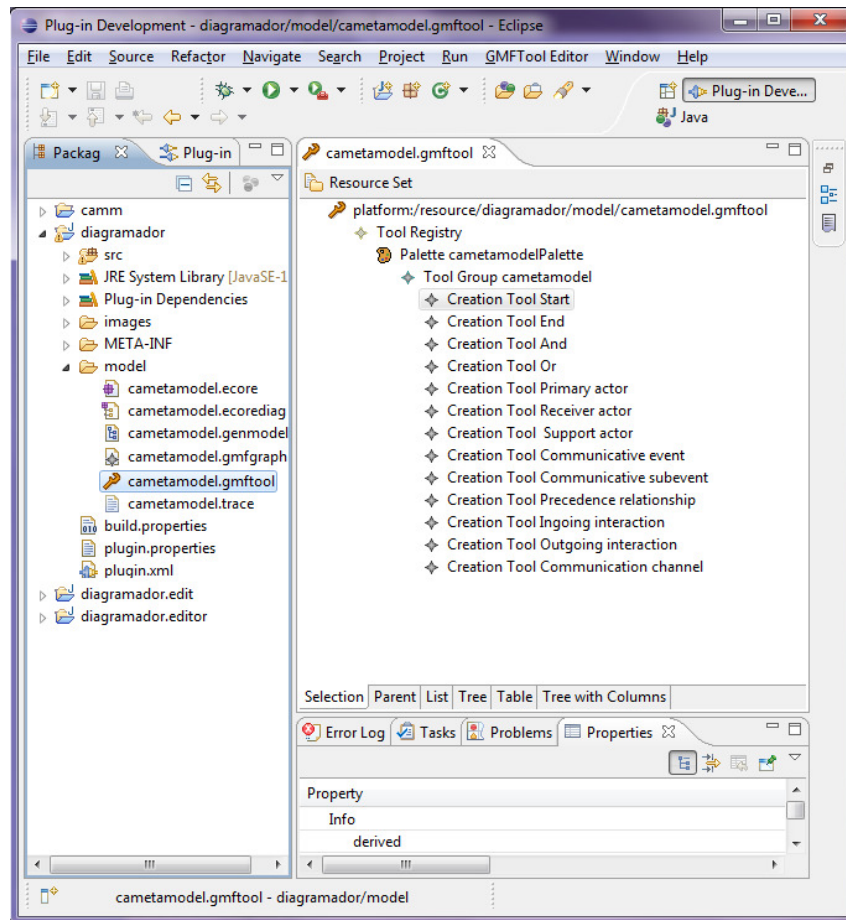 Plug-in Development - diagramador/model/cametamodel.gmftool - Eclipse
File Edit Source Refactor Navigate Search Project Run GMFTool Editor Window Help
Plug-in Deve...
Java
Packag Plug-in
camm
diagramador
src
JRE System Library [JavaSE-1
Plug-in Dependencies
images
META-INF
model
cametamodel.ecore
cametamodel.ecorediag
cametamodel.genmodel
cametamodel.gmfgraph
cametamodel.gmftool
cametamodel.trace
build.properties
plugin.properties
plugin.xml
diagramador.edit
diagramador.editor
cametamodel.gmftool
Resource Set
platform:/resource/diagramador/model/cametamodel.gmftool
Tool Registry
Palette cametamodelPalette
Tool Group cametamodel
Creation Tool Start
Creation Tool End
Creation Tool And
Creation Tool Or
Creation Tool Primary actor
Creation Tool Receiver actor
Creation Tool  Support actor
Creation Tool Communicative event
Creation Tool Communicative subevent
Creation Tool Precedence relationship
Creation Tool Ingoing interaction
Creation Tool Outgoing interaction
Creation Tool Communication channel
Selection Parent List Tree Table Tree with Columns
Error Log Tasks Problems Properties
Property
Info
derived
cametamodel.gmftool - diagramador/model